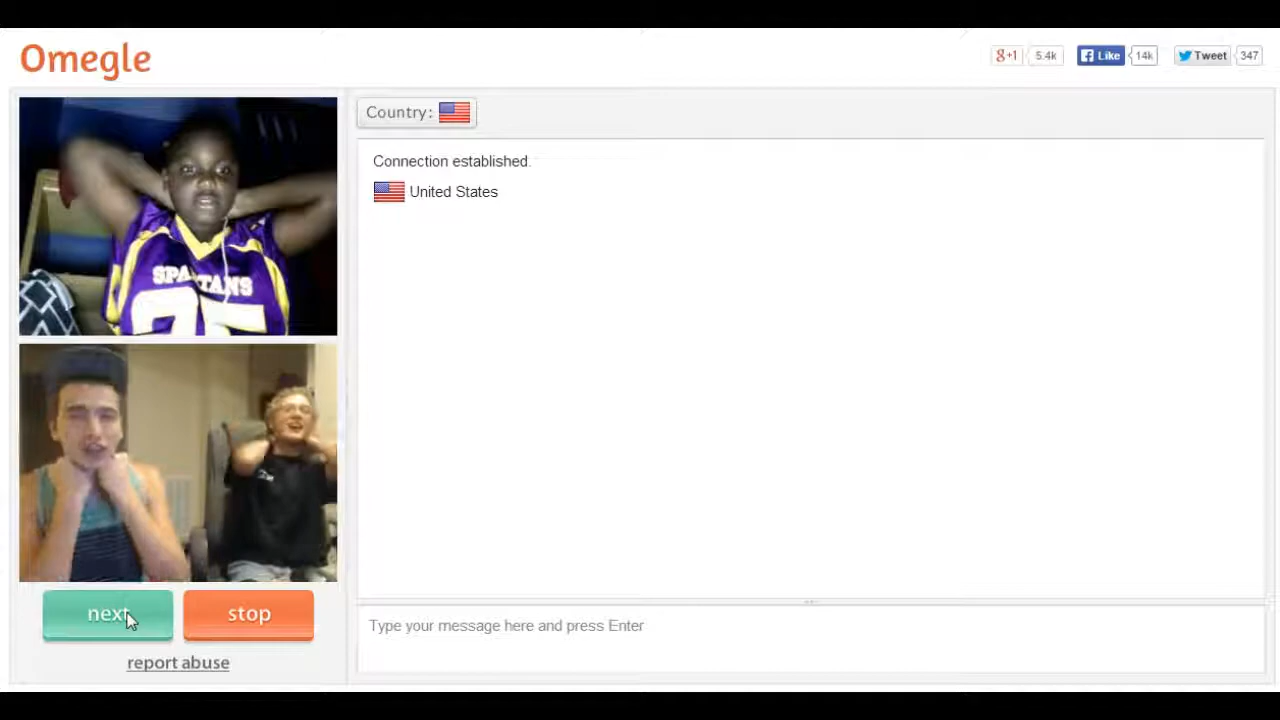 Omegle
+1 5.4k Like 14k Tweet 347
Country:
Connection established.
United States
SPARTANS
next stop
Type your message here and press Enter
report abuse